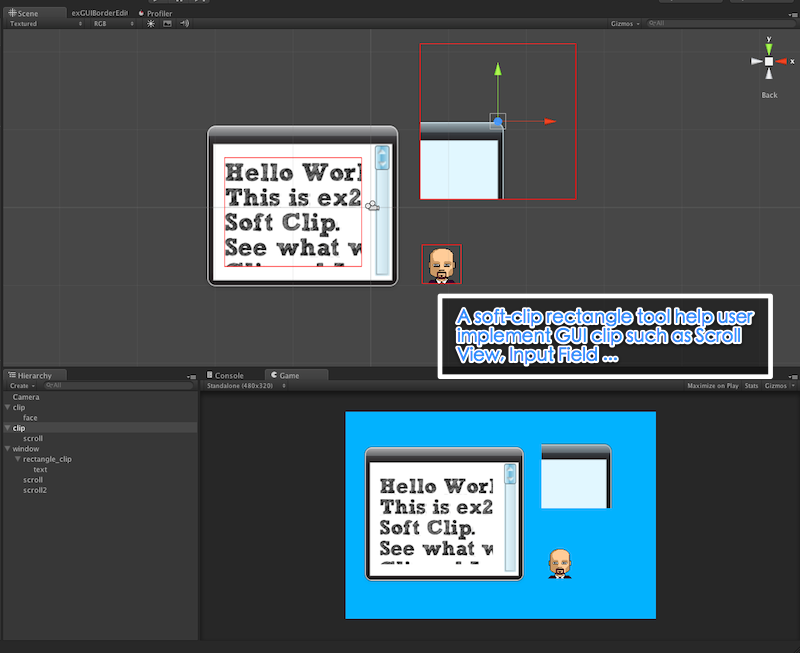 Scene
exGUIBorderEdit
Profiler
Textured
RGB
Gizmos
All
y
x
Back
Hello Worl
This is ex2
Soft Clip.
See what w
A soft-clip rectangle tool help user
implement GUI clip such as Scroll
View, Input Field ...
Hierarchy
Create
All
Camera
clip
face
clip
scroll
window
rectangle_clip
text
scroll
scroll2
Console
Game
Standalone (480x320)
Maximize on Play
Stats
Gizmos
Hello Worl
This is ex2
Soft Clip.
See what w